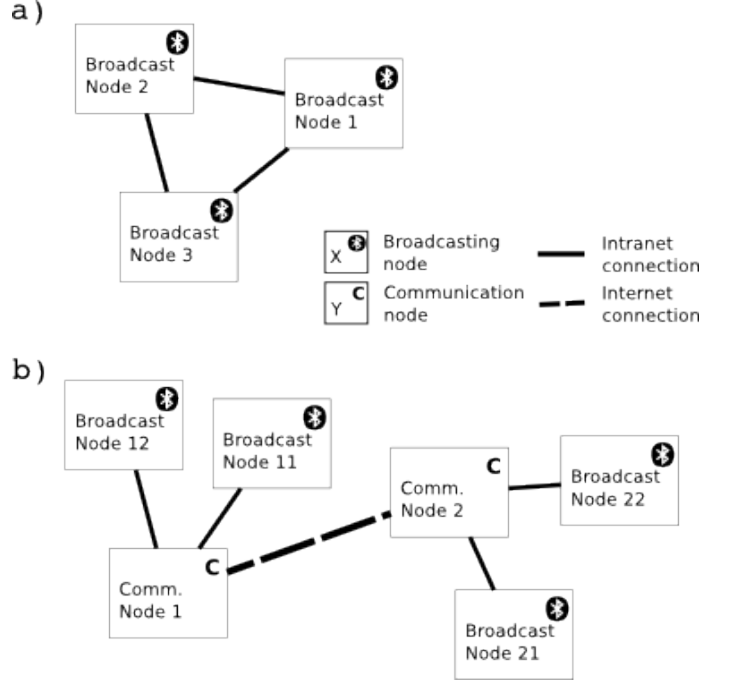 a)
Broadcast
Node 2
Broadcast
Node 1
Broadcast
Node 3
X
Broadcasting
node
Intranet
connection
Y
C
Communication
node
Internet
connection
b)
Broadcast
Node 12
Broadcast
Node 11
C
Comm.
Node 2
Broadcast
Node 22
C
Comm.
Node 1
Broadcast
Node 21